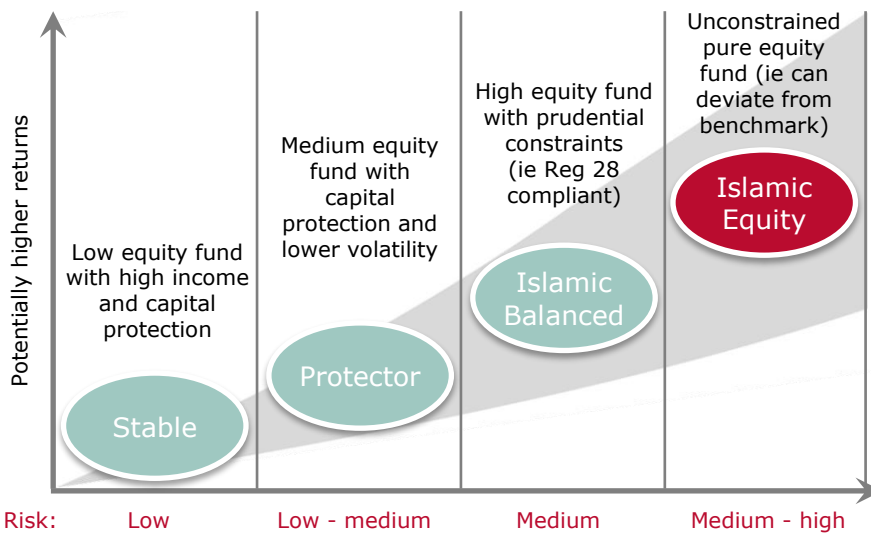 Potentially higher returns
Low equity fund
with high income
and capital
protection
Stable
Medium equity
fund with
capital
protection and
lower volatility
Protector
High equity fund
with prudential
constraints
(ie Reg 28
compliant)
Islamic
Balanced
Unconstrained
pure equity
fund (ie can
deviate from
benchmark)
Islamic
Equity
Risk: Low Low - medium Medium Medium - high